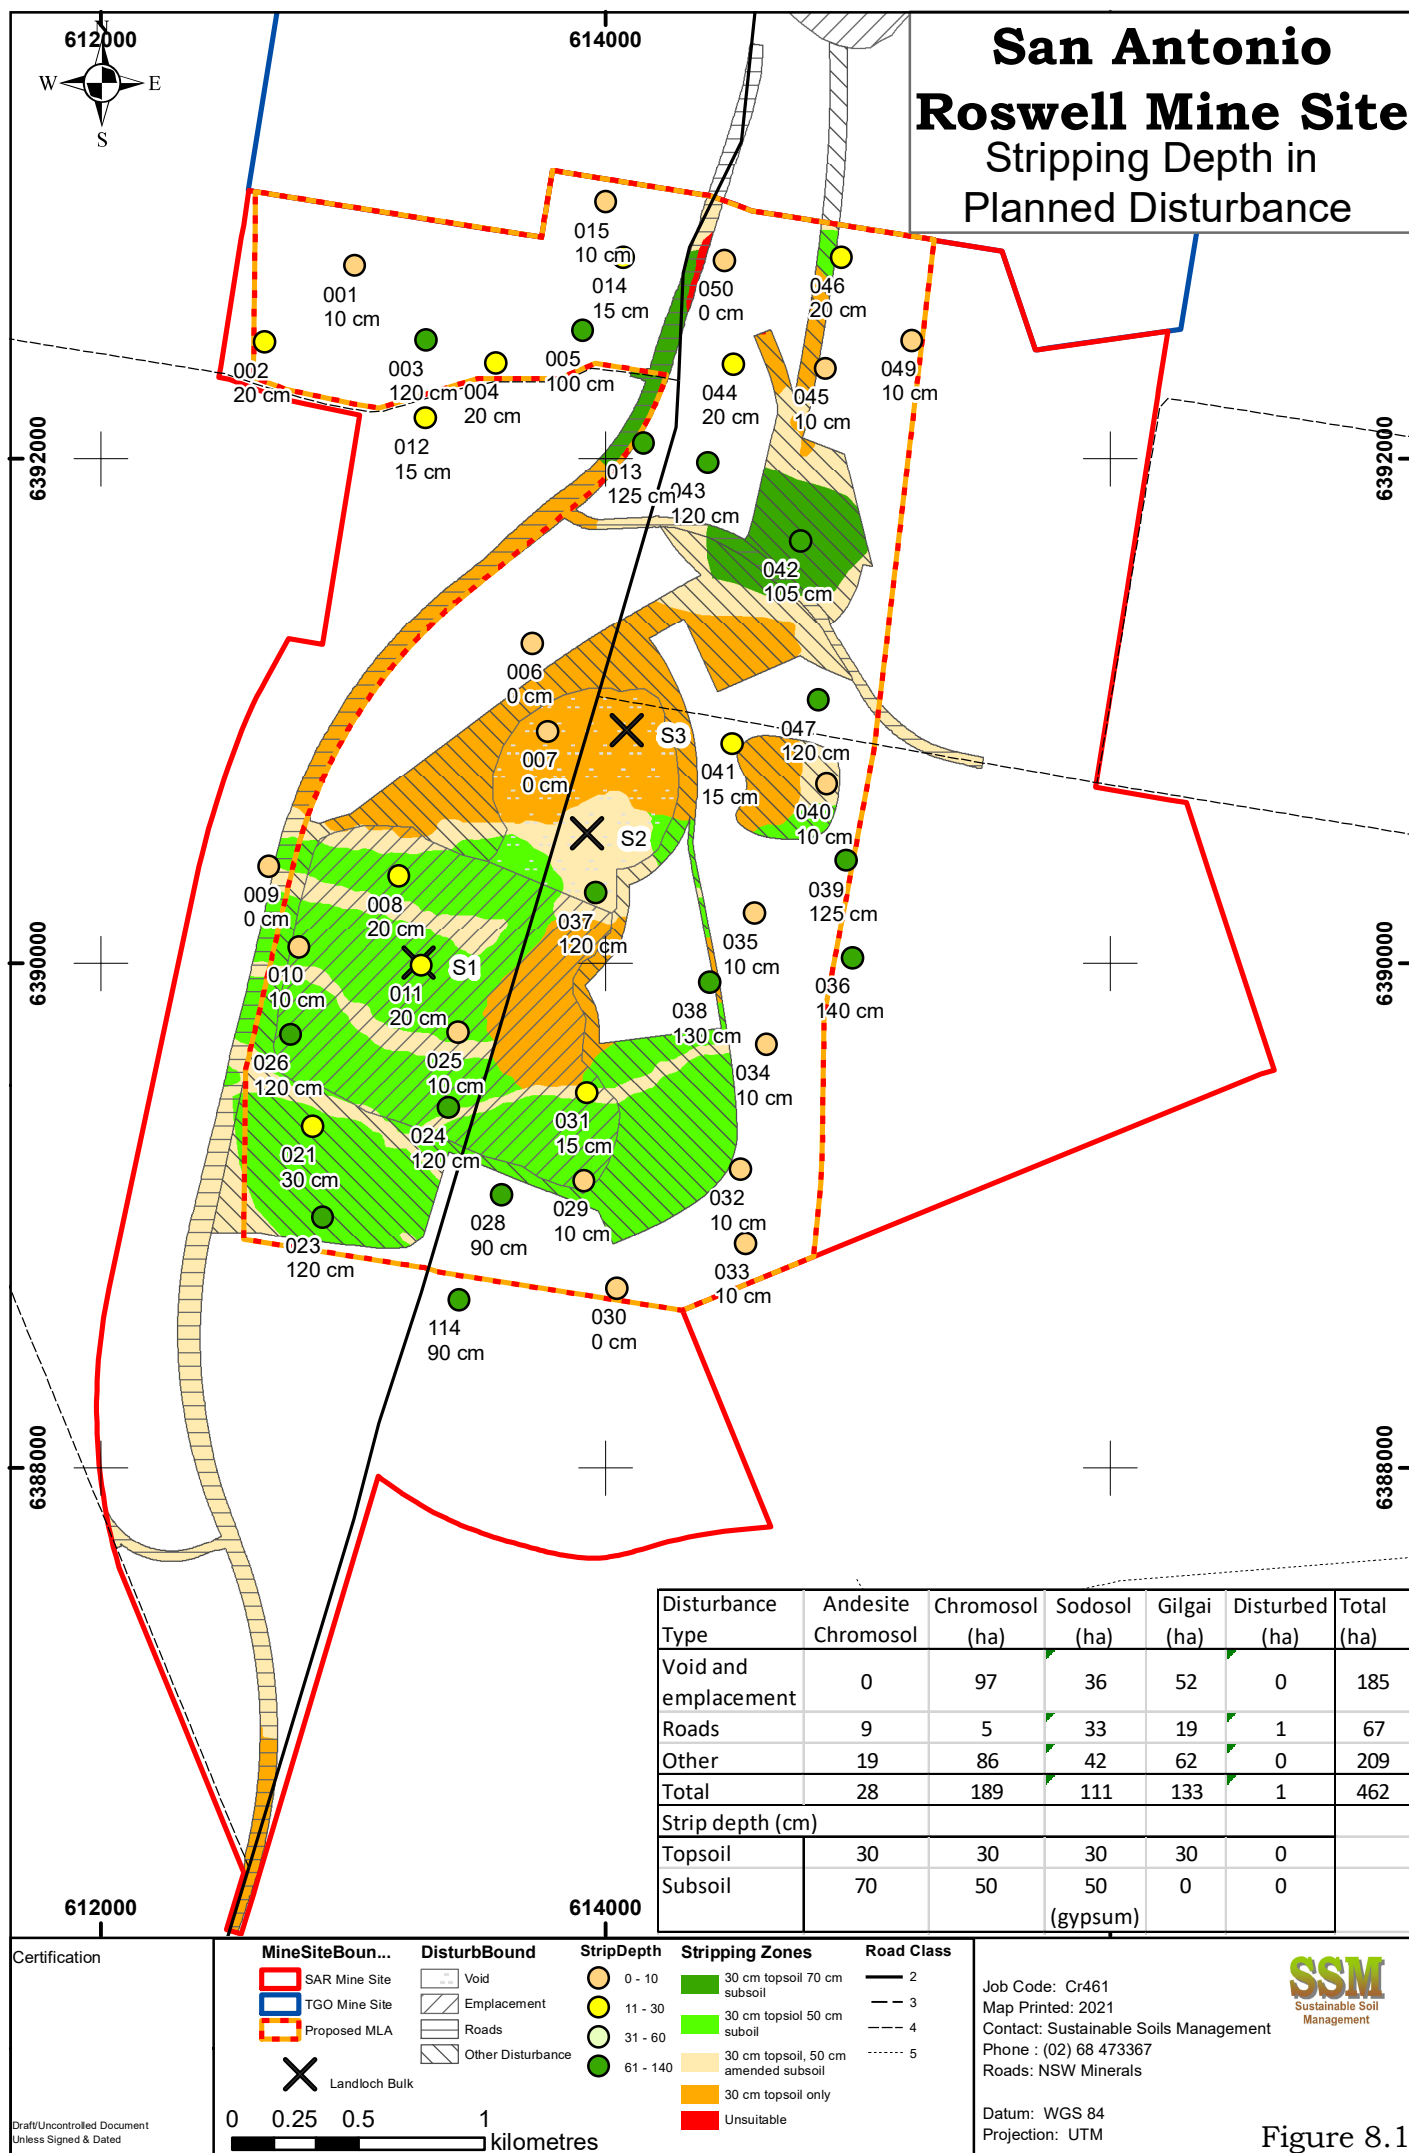 San Antonio
Roswell Mine Site
Stripping Depth in
Planned Disturbance
N
W E
S
612000
614000
6392000
6392000
6390000
6390000
6388000
6388000
612000
614000
015
10 cm
001
10 cm
014
15 cm
050
0 cm
046
20 cm
002
20 cm
003
120 cm
004
20 cm
005
100 cm
044
20 cm
045
10 cm
049
10 cm
012
15 cm
013
125 cm
043
120 cm
042
105 cm
006
0 cm
007
0 cm
S3
047
120 cm
041
15 cm
040
10 cm
S2
009
0 cm
008
20 cm
037
120 cm
039
125 cm
035
10 cm
010
10 cm
011
20 cm
S1
036
140 cm
038
130 cm
026
120 cm
025
10 cm
034
10 cm
024
120 cm
031
15 cm
021
30 cm
032
10 cm
028
90 cm
029
10 cm
023
120 cm
033
10 cm
030
0 cm
114
90 cm
Disturbance Type Andesite Chromosol Chromosol (ha) Sodosol (ha) Gilgai (ha) Disturbed (ha) Total (ha)
Void and emplacement 0 97 36 52 0 185
Roads 9 5 33 19 1 67
Other 19 86 42 62 0 209
Total 28 189 111 133 1 462
Strip depth (cm)
Topsoil 30 30 30 30 0
Subsoil 70 50 50 (gypsum) 0 0
Certification
Draft/Uncontrolled Document
Unless Signed & Dated
MineSiteBoun...
SAR Mine Site
TGO Mine Site
Proposed MLA
Landloch Bulk
0 0.25 0.5 1
kilometres
DisturbBound
Void
Emplacement
Roads
Other Disturbance
StripDepth
0 - 10
11 - 30
31 - 60
61 - 140
Stripping Zones
30 cm topsoil 70 cm
subsoil
30 cm topsiol 50 cm
suboil
30 cm topsoil, 50 cm
amended subsoil
30 cm topsoil only
Unsuitable
Road Class
2
3
4
5
Job Code: Cr461
Map Printed: 2021
Contact: Sustainable Soils Management
Phone : (02) 68 473367
Roads: NSW Minerals
Datum: WGS 84
Projection: UTM
SSM
Sustainable Soil
Management
Figure 8.1